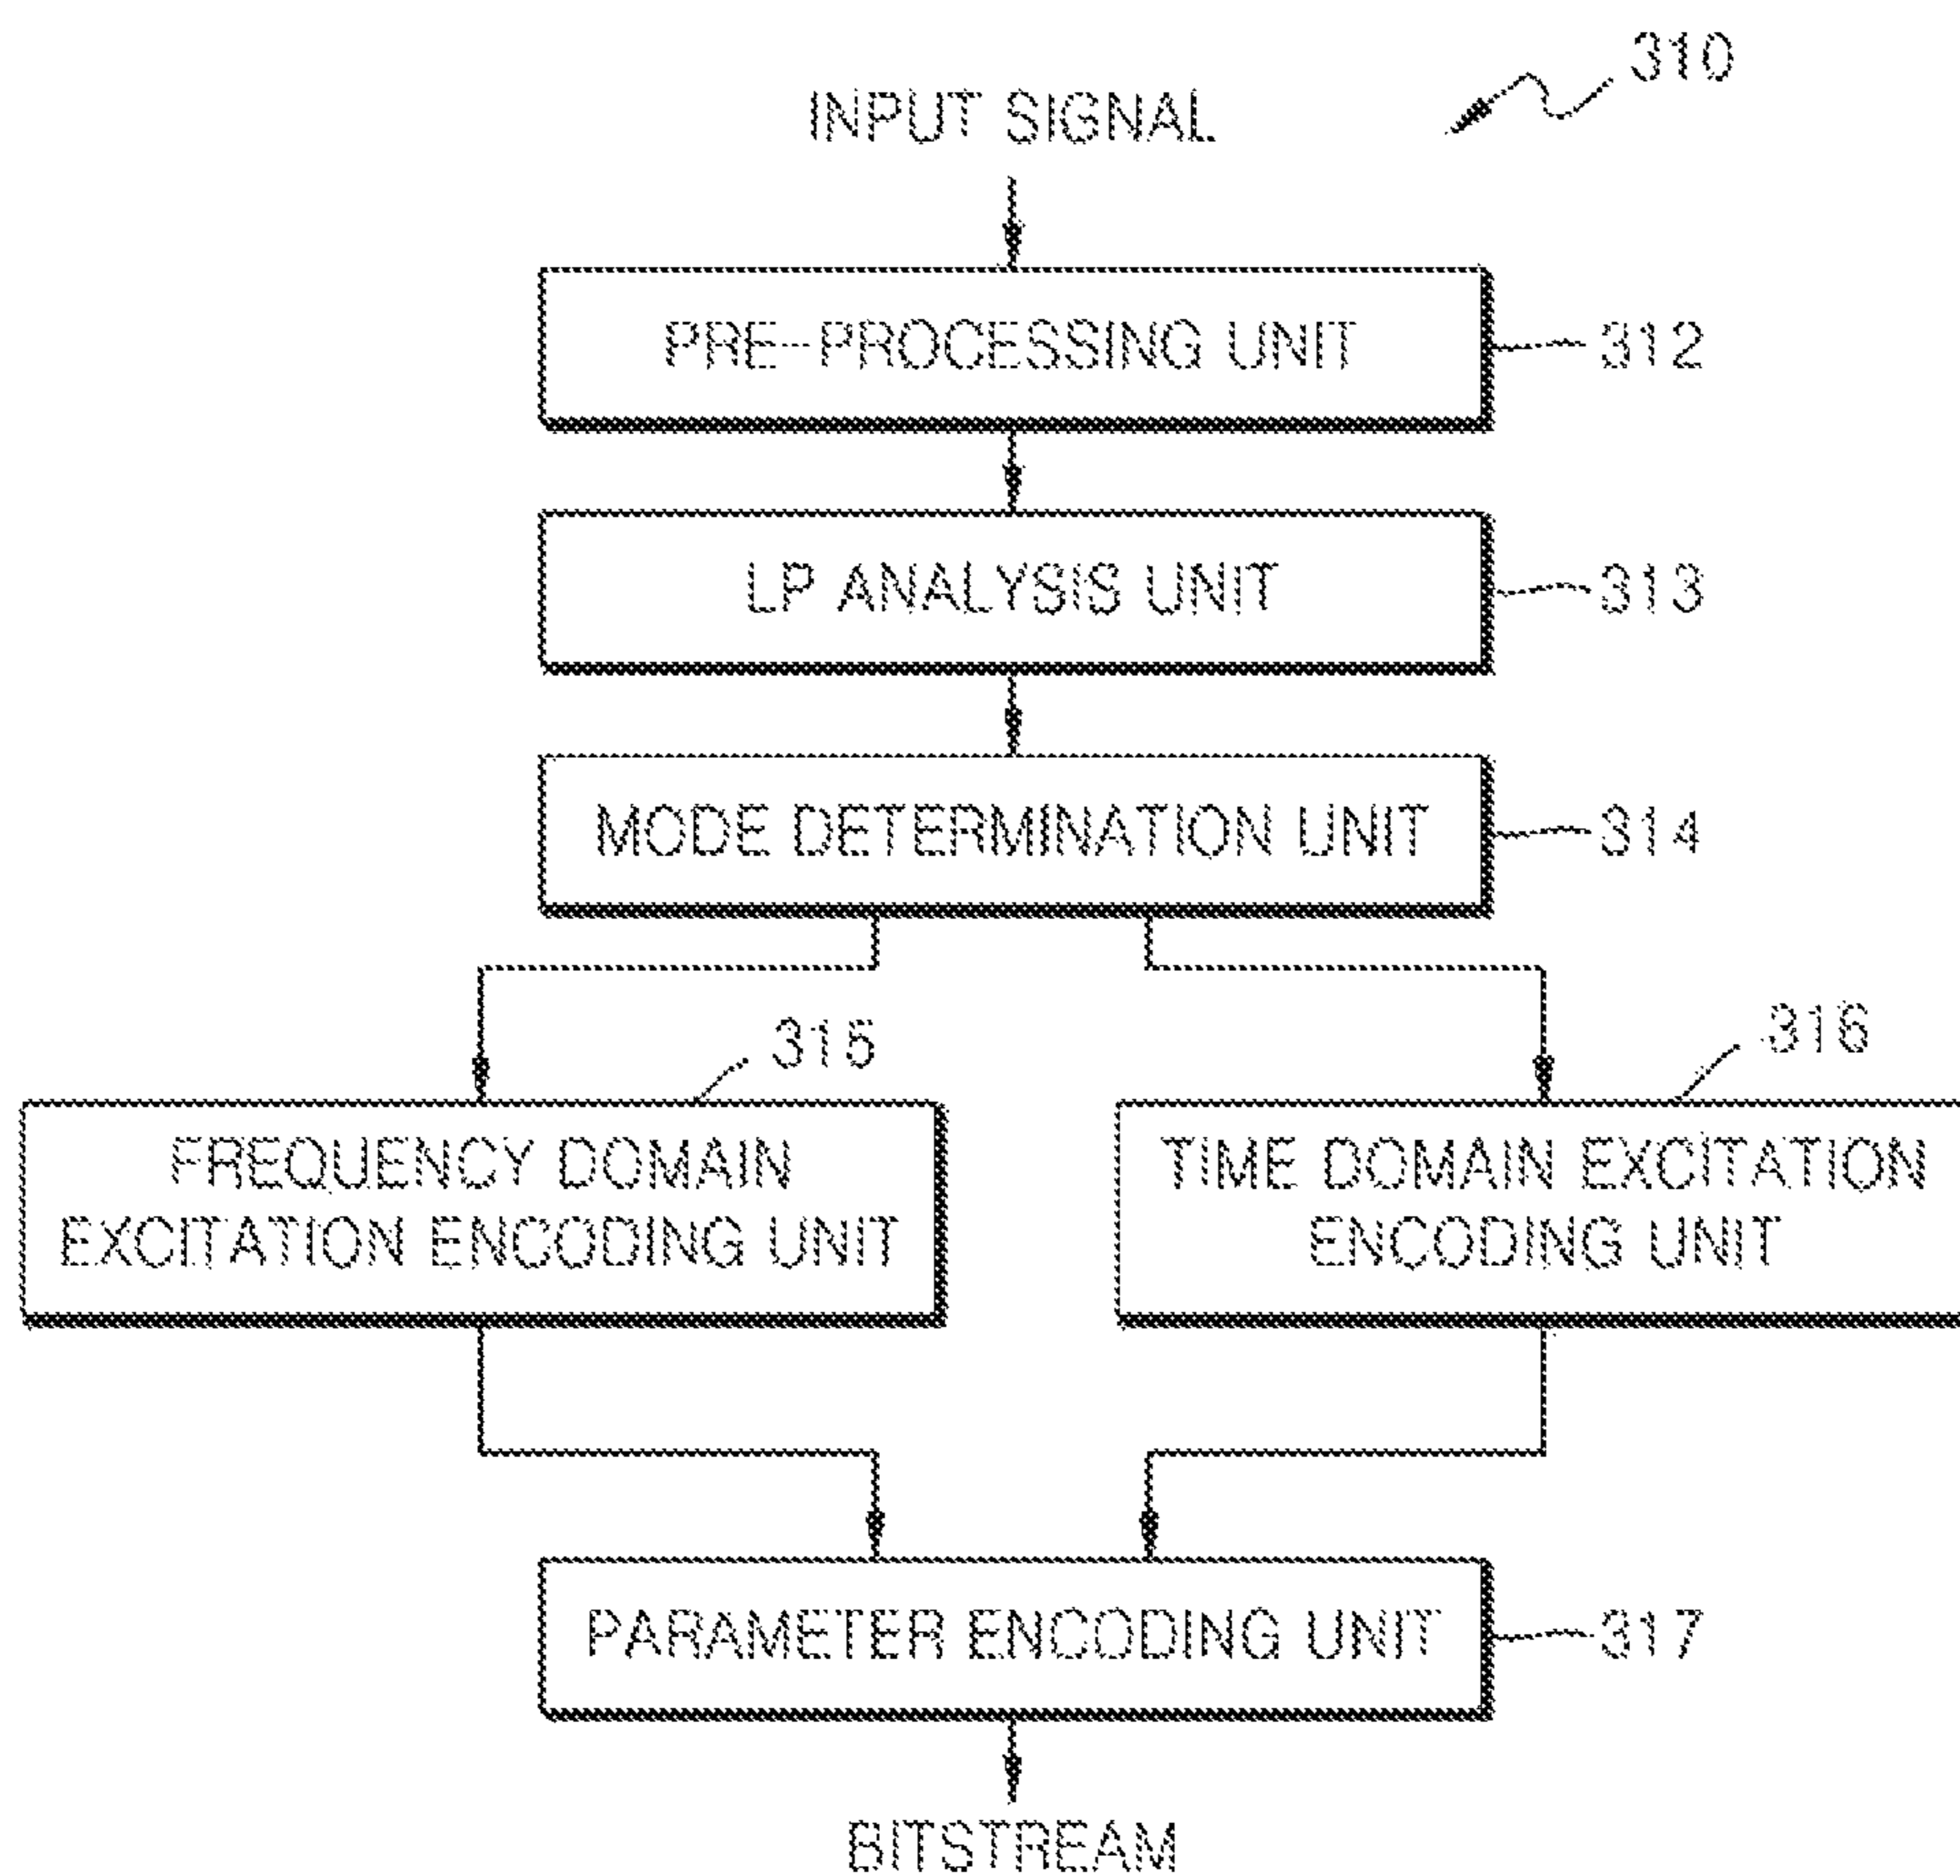 310
INPUT SIGNAL
PRE-PROCESSING UNIT
312
LP ANALYSIS UNIT
313
MODE DETERMINATION UNIT
314
315
316
FREQUENCY DOMAIN
EXCITATION ENCODING UNIT
TIME DOMAIN EXCITATION
ENCODING UNIT
PARAMETER ENCODING UNIT
317
BITSTREAM